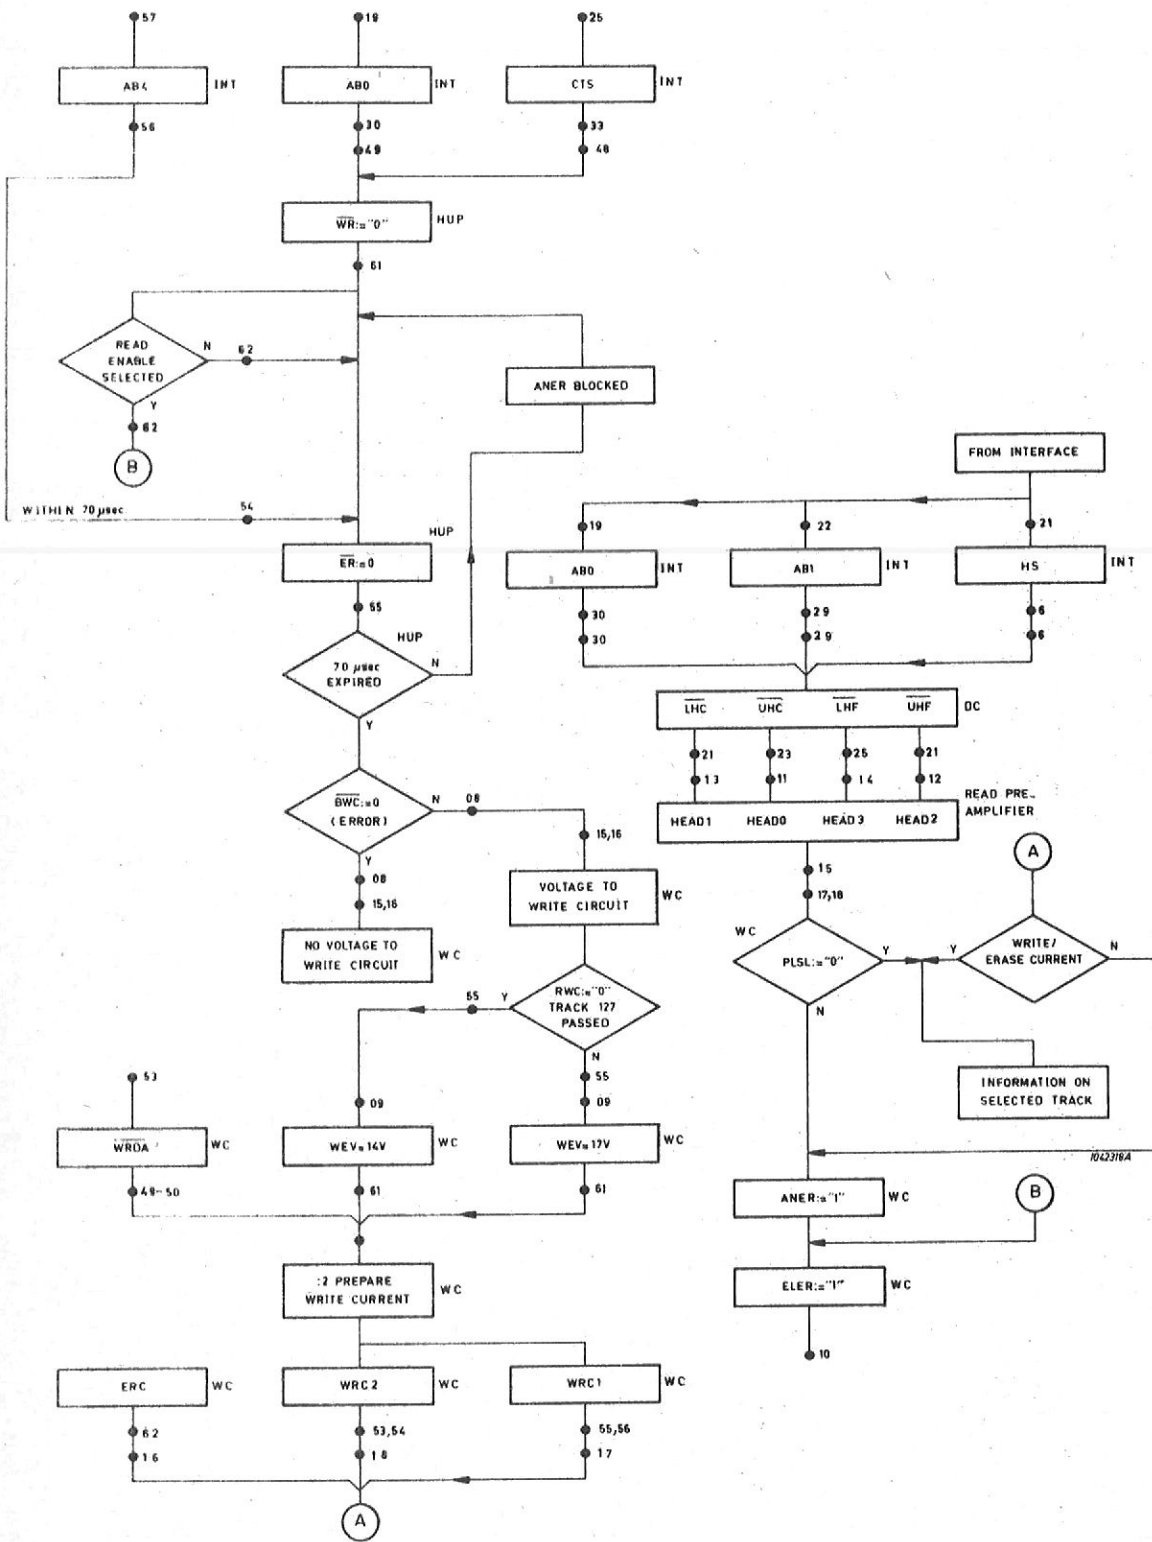 57
19
25
AB4
INT
AB0
INT
CTS
INT
56
30
33
49
48
WR:="0"
HUP
61
READ
ENABLE
SELECTED
N
62
Y
62
B
ANER BLOCKED
FROM INTERFACE
WITHIN 70 µsec
54
19
22
21
HUP
ER:=0
AB0
INT
AB1
INT
HS
INT
55
30
29
6
30
29
6
HUP
70 µsec
EXPIRED
N
Y
LHC
UHC
LHF
UHF
DC
21
23
25
21
13
11
14
12
READ PRE-
AMPLIFIER
HEAD1
HEAD0
HEAD3
HEAD2
BWC:=0
(ERROR)
N
08
Y
08
15,16
15,16
VOLTAGE TO
WRITE CIRCUIT
WC
NO VOLTAGE TO
WRITE CIRCUIT
WC
15
17,18
A
WC
PLSL:="0"
Y
N
Y
WRITE/
ERASE CURRENT
N
RWC:="0"
TRACK 127
PASSED
Y
55
N
55
09
09
INFORMATION ON
SELECTED TRACK
53
WRDA
WC
WEV=14V
WC
WEV=17V
WC
1042318A
49-50
61
61
ANER:="1"
WC
B
:2 PREPARE
WRITE CURRENT
WC
ELER:="1"
WC
10
ERC
WC
WRC2
WC
WRC1
WC
62
53,54
55,56
16
18
17
A